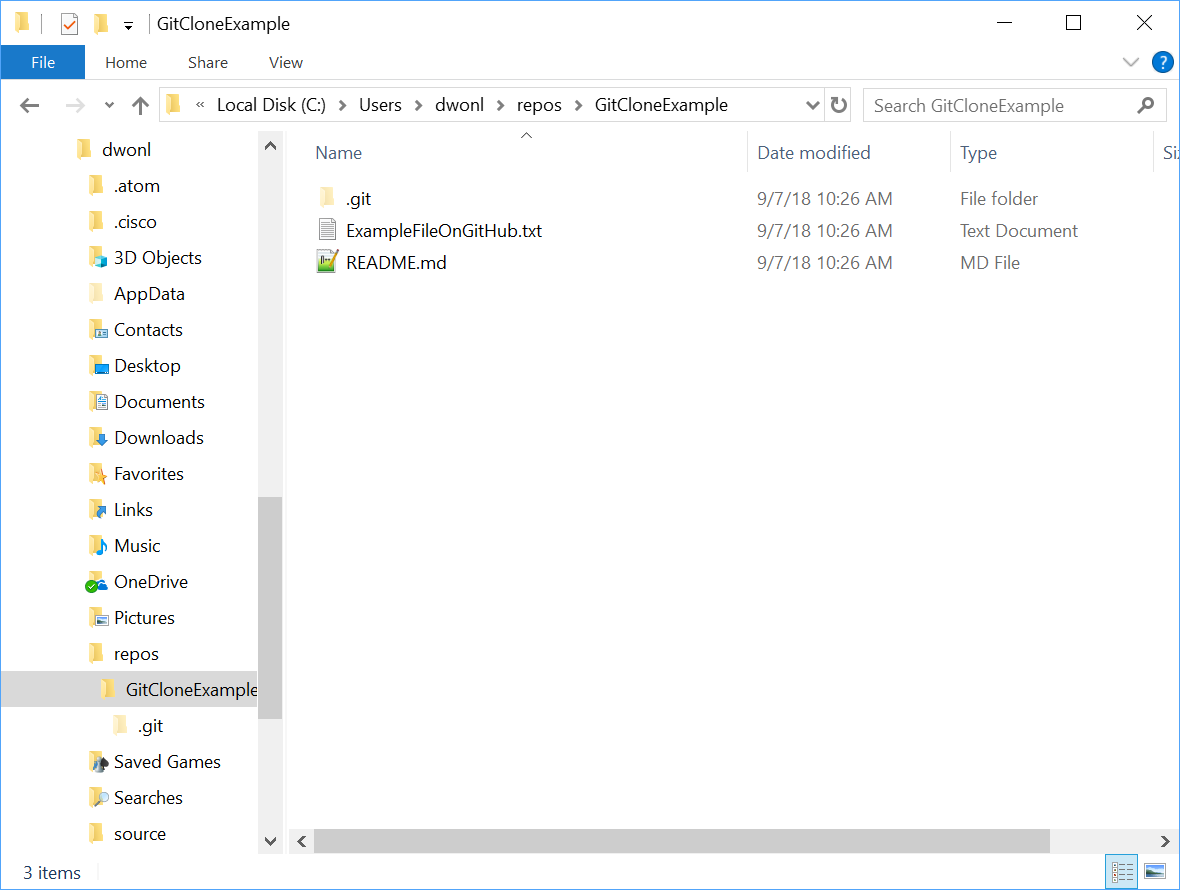 GitCloneExample
File Home Share View
« Local Disk (C:) > Users > dwonl > repos > GitCloneExample
Search GitCloneExample
dwonl
.atom
.cisco
3D Objects
AppData
Contacts
Desktop
Documents
Downloads
Favorites
Links
Music
OneDrive
Pictures
repos
GitCloneExample
.git
Saved Games
Searches
source
Name Date modified Type Si
.git 9/7/18 10:26 AM File folder
ExampleFileOnGitHub.txt 9/7/18 10:26 AM Text Document
README.md 9/7/18 10:26 AM MD File
3 items